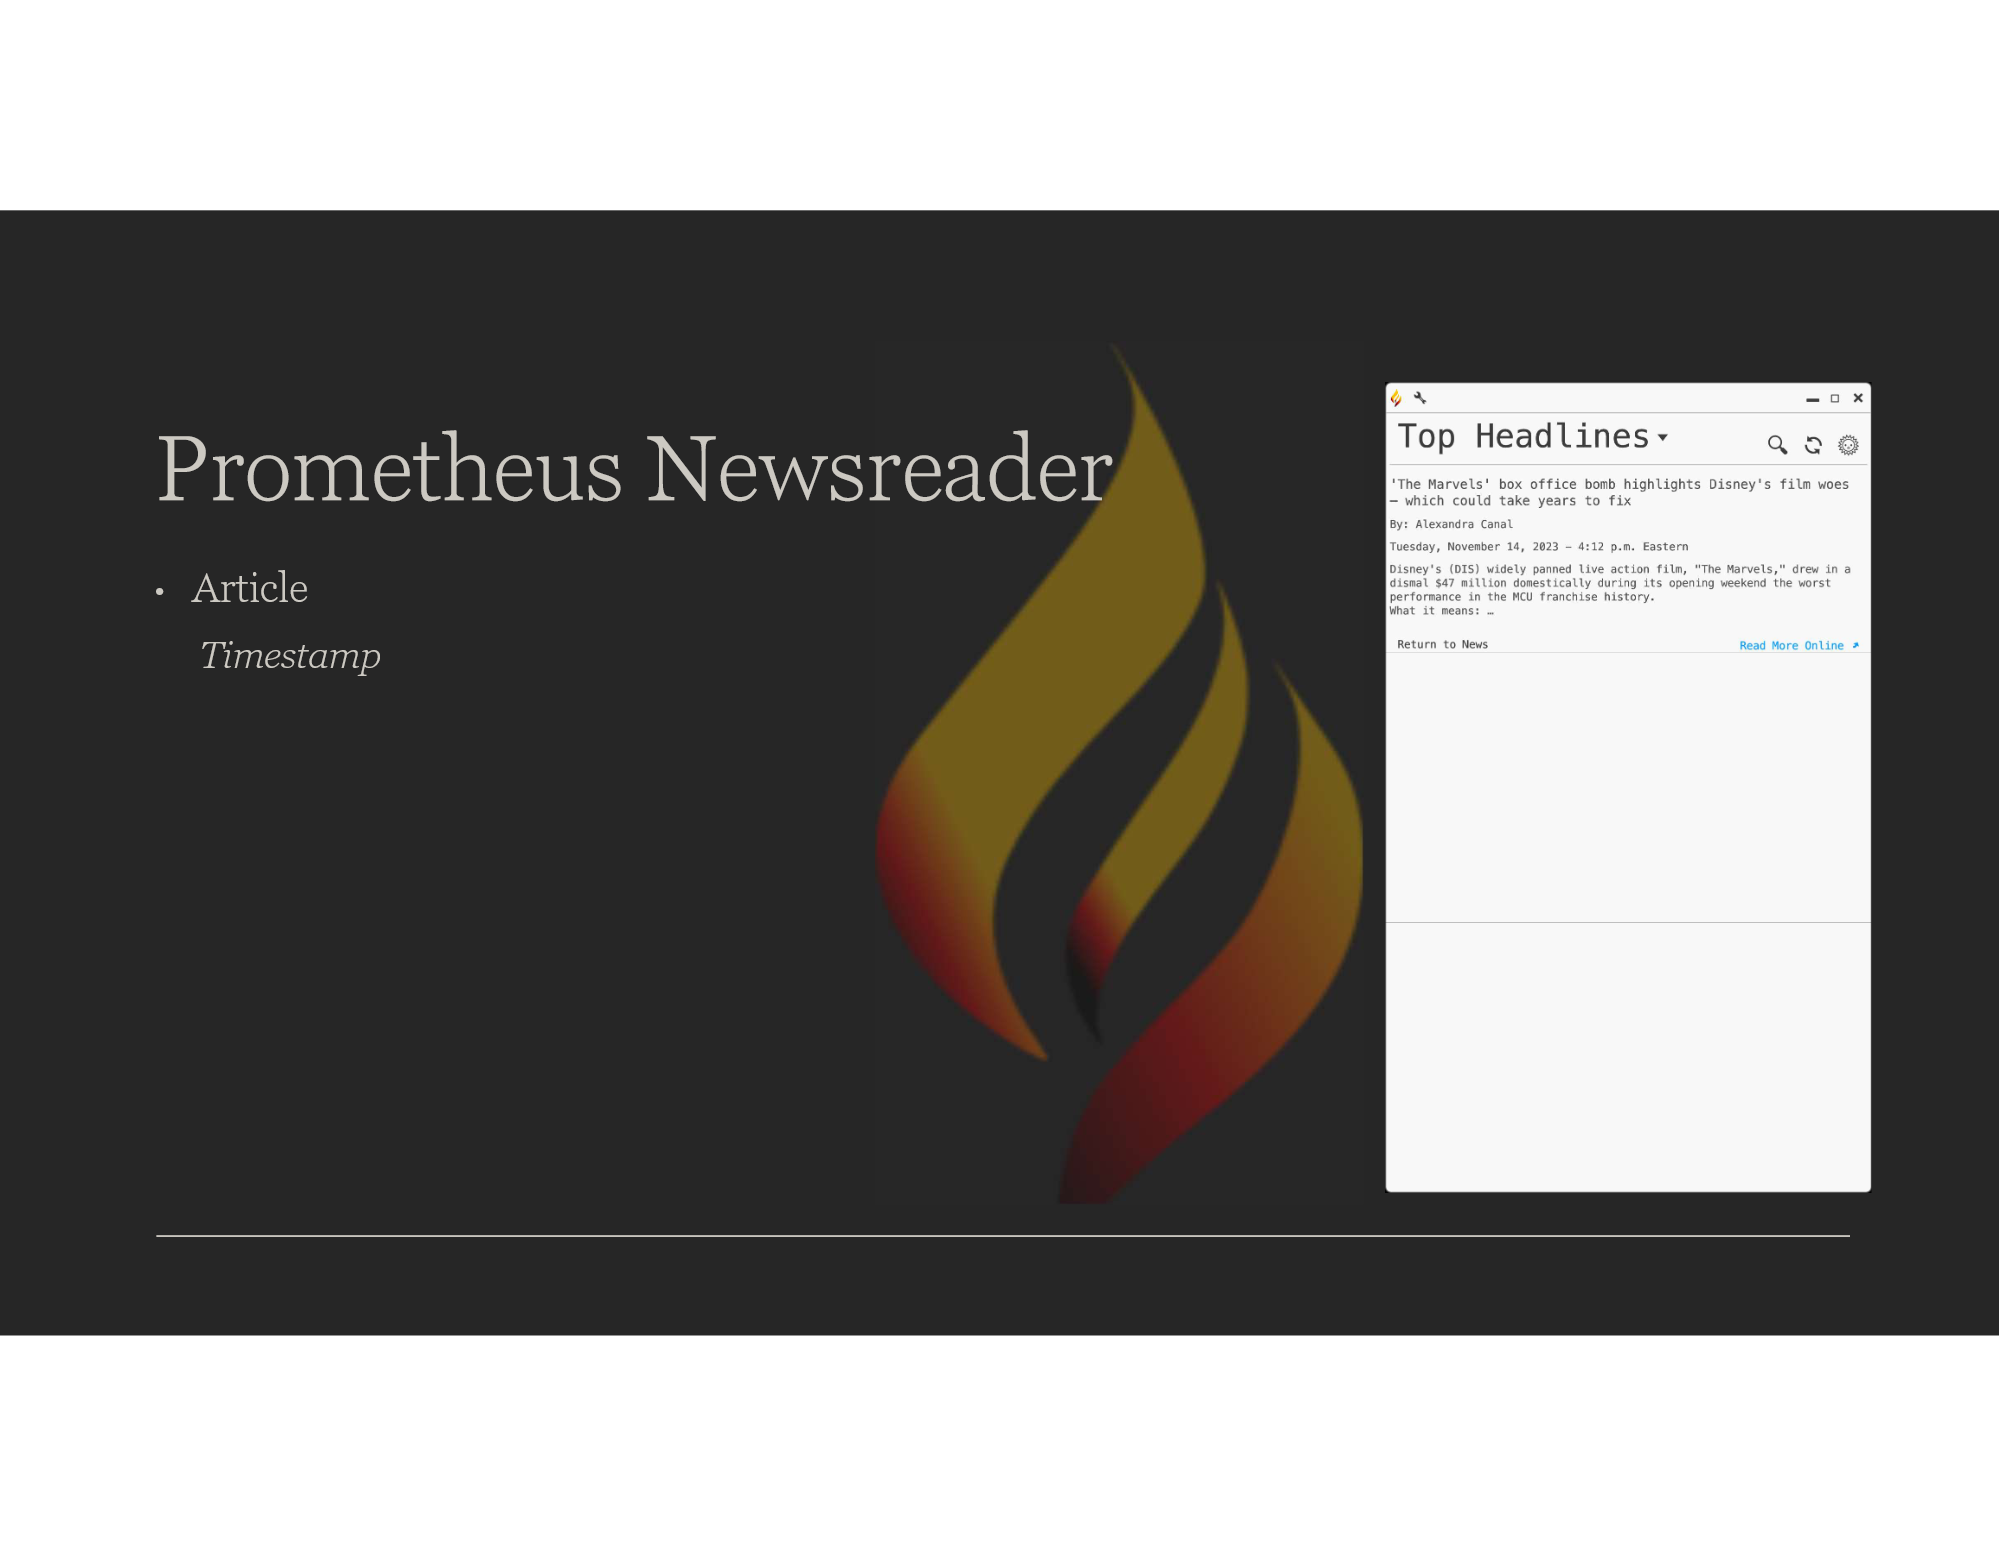 Prometheus Newsreader
• Article
Timestamp
Top Headlines
'The Marvels' box office bomb highlights Disney's film woes
— which could take years to fix
By: Alexandra Canal
Tuesday, November 14, 2023 – 4:12 p.m. Eastern
Disney's (DIS) widely panned live action film, "The Marvels," drew in a
dismal $47 million domestically during its opening weekend the worst
performance in the MCU franchise history.
What it means: …
Return to News
Read More Online